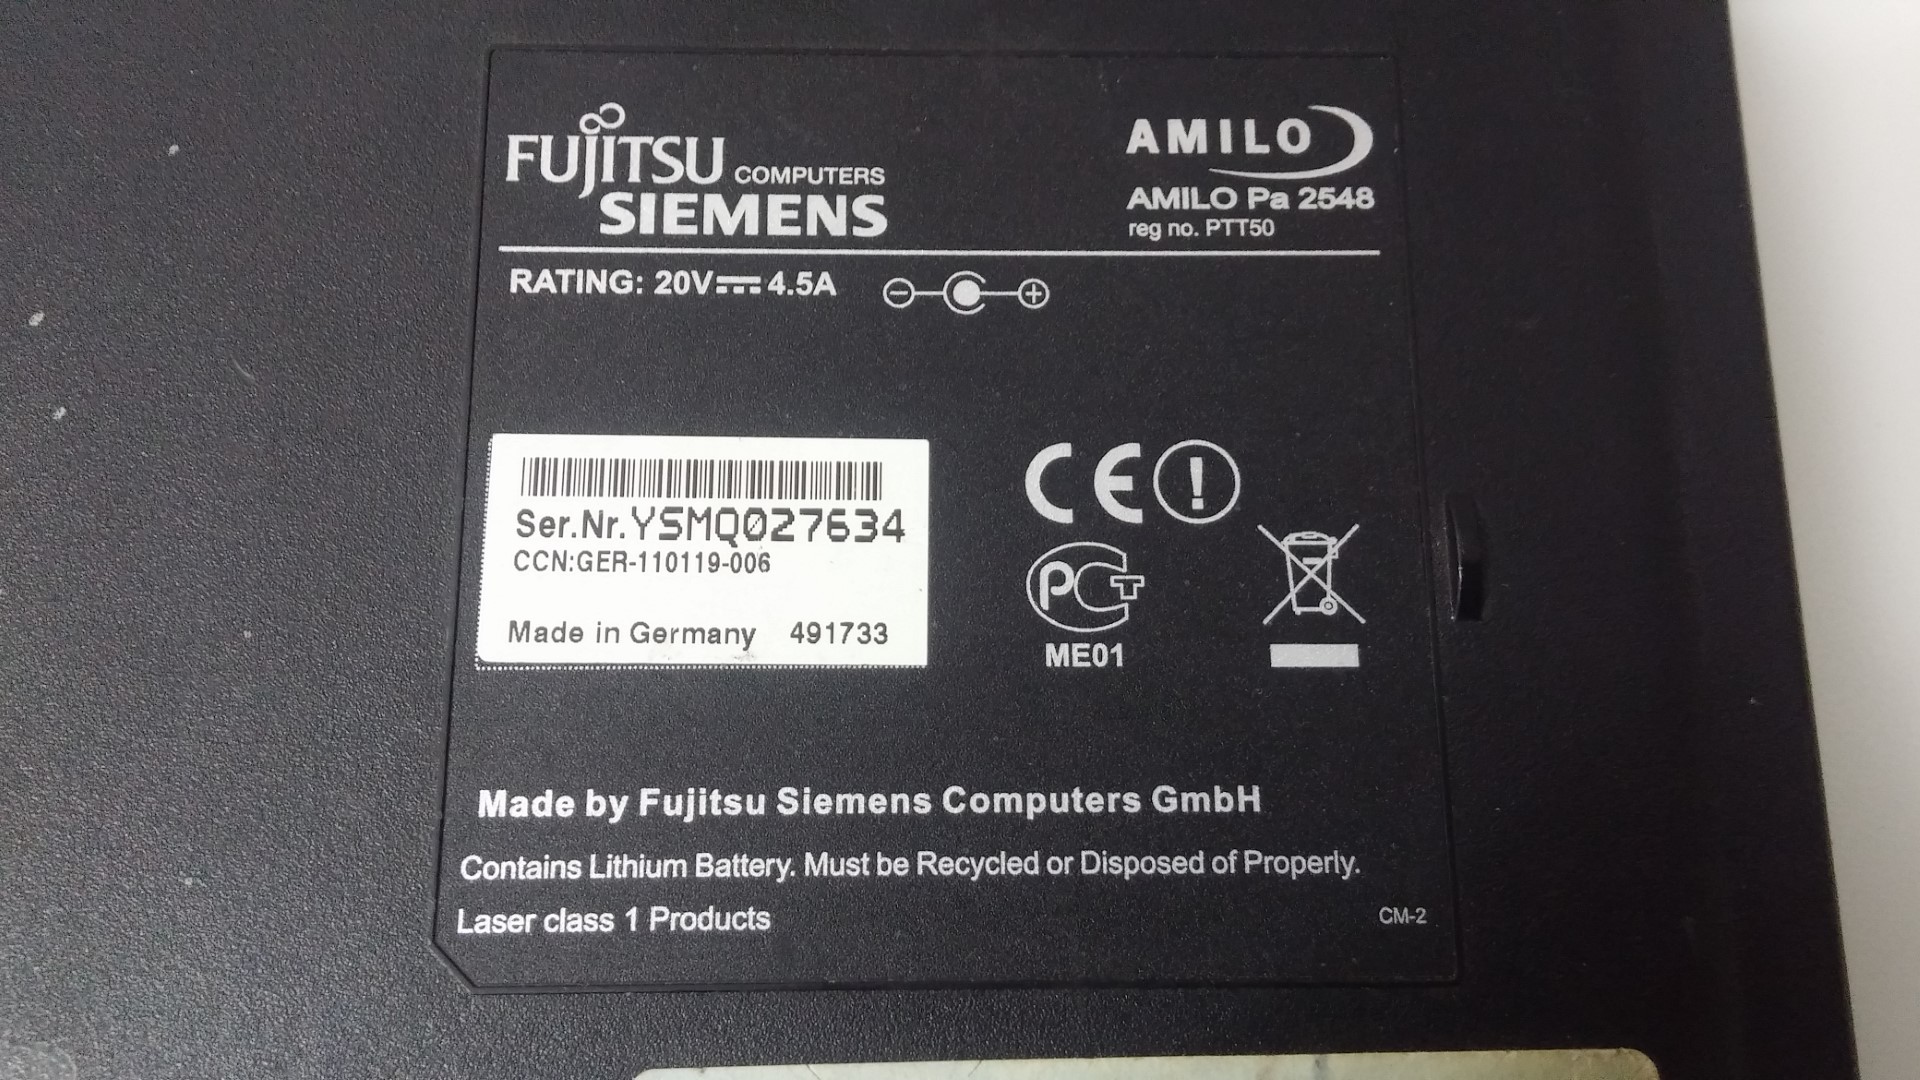 FUJITSU COMPUTERS
SIEMENS
AMILO
AMILO Pa 2548
reg no. PTT50
RATING: 20V⎓4.5A
Ser.Nr.YSMQ027634
CCN:GER-110119-006
Made in Germany 491733
CE
PCT
ME01
Made by Fujitsu Siemens Computers GmbH
Contains Lithium Battery. Must be Recycled or Disposed of Properly.
Laser class 1 Products
CM-2